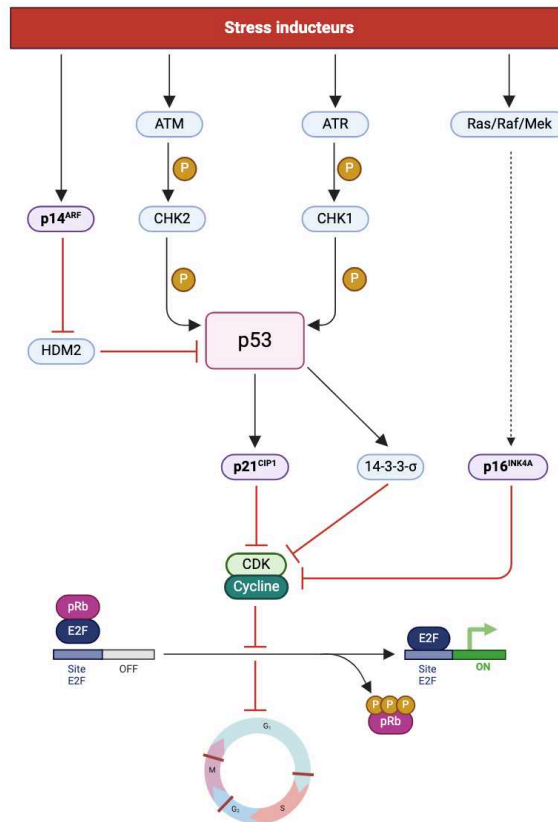 Stress inducteurs
ATM
ATR
Ras/Raf/Mek
P
P
p14ARF
CHK2
CHK1
P
P
p53
HDM2
p21CIP1
14-3-3-σ
p16INK4A
CDK
Cycline
pRb
E2F
E2F
Site
E2F
OFF
Site
E2F
ON
P P P
pRb
G₁
M
G₂
S